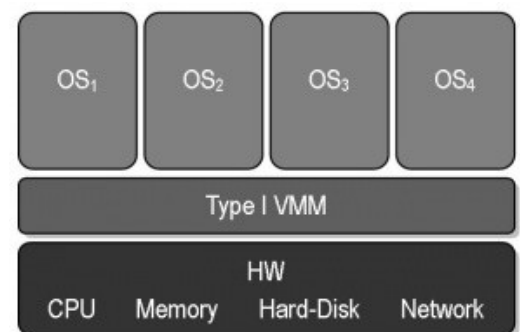 OS₁ OS₂ OS₃ OS₄
Type I VMM
HW
CPU Memory Hard-Disk Network